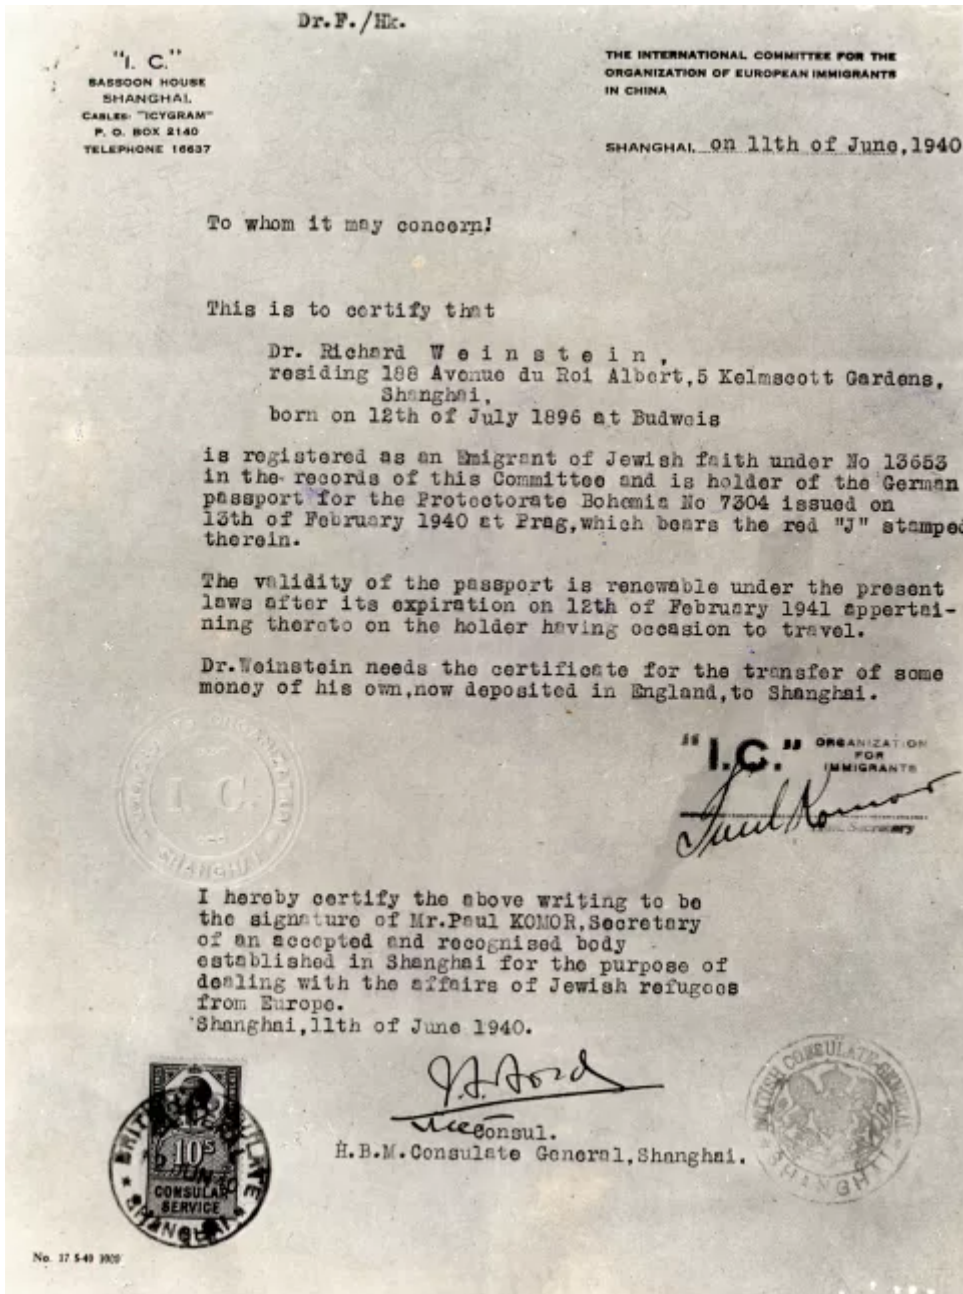 Dr.F./Hk.
"I. C."
SASSOON HOUSE
SHANGHAI.
CABLES: "ICYGRAM"
P. O. BOX 2140
TELEPHONE 16637
THE INTERNATIONAL COMMITTEE FOR THE
ORGANIZATION OF EUROPEAN IMMIGRANTS
IN CHINA
SHANGHAI, on 11th of June,1940
To whom it may concern!
This is to certify that
Dr. Richard W e i n s t e i n ,
residing 188 Avenue du Roi Albert,5 Kelmscott Gardens,
Shanghai,
born on 12th of July 1896 at Budweis
is registered as an Emigrant of Jewish faith under No 13653
in the records of this Committee and is holder of the German
passport for the Protectorate Bohemia No 7304 issued on
13th of February 1940 at Prag,which bears the red "J" stamped
therein.
The validity of the passport is renewable under the present
laws after its expiration on 12th of February 1941 appertai-
ning thereto on the holder having occasion to travel.
Dr.Weinstein needs the certificate for the transfer of some
money of his own,now deposited in England,to Shanghai.
"I.C." ORGANIZATION
FOR
IMMIGRANTS
Paul Komor
Secretary
I. C.
SHANGHAI
I hereby certify the above writing to be
the signature of Mr.Paul KOMOR,Secretary
of an accepted and recognised body
established in Shanghai for the purpose of
dealing with the affairs of Jewish refugees
from Europe.
Shanghai,11th of June 1940.
Vice Consul.
H.B.M.Consulate General,Shanghai.
10S
JUN
CONSULAR
SERVICE
SHANGHAI
BRITISH CONSULATE-GENERAL
SHANGHAI